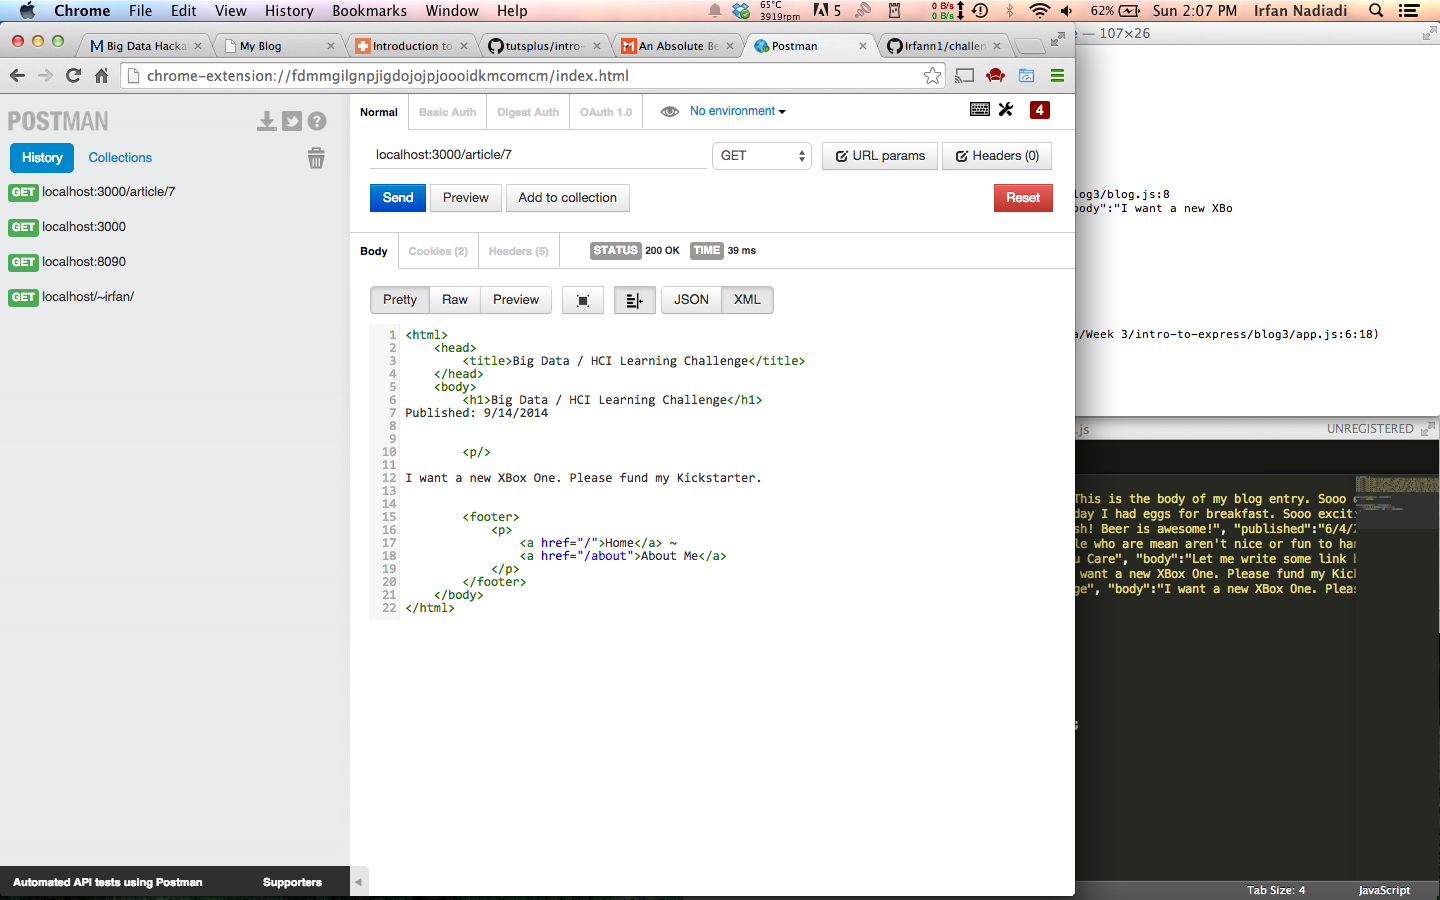 Chrome File Edit View History Bookmarks Window Help 65°C 3919rpm 5 0 B/s 0 B/s 62% Sun 2:07 PM Irfan Nadiadi
Big Data Hacka My Blog Introduction to tutsplus/intro- An Absolute Be Postman Irfann1/challen
e — 107×26
chrome-extension://fdmmgilgnpjigdojojpjoooidkmcomcm/index.html
POSTMAN
Normal Basic Auth Digest Auth OAuth 1.0 No environment 4
History Collections
localhost:3000/article/7 GET URL params Headers (0)
GET localhost:3000/article/7
GET localhost:3000
GET localhost:8090
GET localhost/~irfan/
Send Preview Add to collection Reset
Body Cookies (2) Headers (5) STATUS 200 OK TIME 39 ms
Pretty Raw Preview JSON XML
1 <html>
2 <head>
3 <title>Big Data / HCI Learning Challenge</title>
4 </head>
5 <body>
6 <h1>Big Data / HCI Learning Challenge</h1>
7 Published: 9/14/2014
8
9
10 <p/>
11
12 I want a new XBox One. Please fund my Kickstarter.
13
14
15 <footer>
16 <p>
17 <a href="/">Home</a> ~
18 <a href="/about">About Me</a>
19 </p>
20 </footer>
21 </body>
22 </html>
log3/blog.js:8
body":"I want a new XBo
a/Week 3/intro-to-express/blog3/app.js:6:18)
.js UNREGISTERED
This is the body of my blog entry. Sooo
day I had eggs for breakfast. Sooo exciti
sh! Beer is awesome!", "published":"6/4/
le who are mean aren't nice or fun to ha
u Care", "body":"Let me write some link
want a new XBox One. Please fund my Kic
ge", "body":"I want a new XBox One. Pleas
;
Automated API tests using Postman Supporters
Tab Size: 4 JavaScript